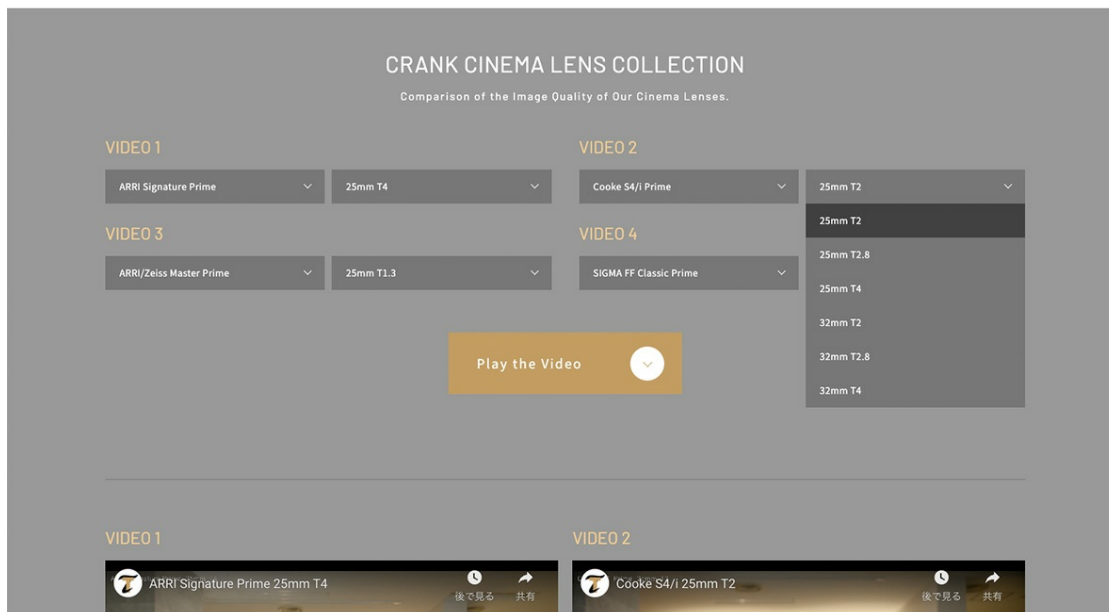 CRANK CINEMA LENS COLLECTION
Comparison of the Image Quality of Our Cinema Lenses.
VIDEO 1
ARRI Signature Prime
25mm T4
VIDEO 2
Cooke S4/i Prime
25mm T2
25mm T2
25mm T2.8
25mm T4
32mm T2
32mm T2.8
32mm T4
VIDEO 3
ARRI/Zeiss Master Prime
25mm T1.3
VIDEO 4
SIGMA FF Classic Prime
Play the Video
VIDEO 1
ARRI Signature Prime 25mm T4
後で見る
共有
VIDEO 2
Cooke S4/i 25mm T2
後で見る
共有